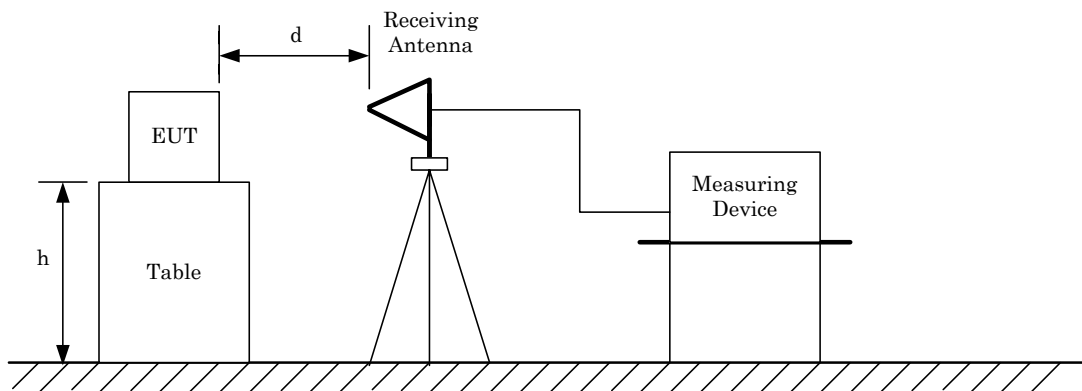 d
Receiving
Antenna
EUT
Measuring
Device
h
Table